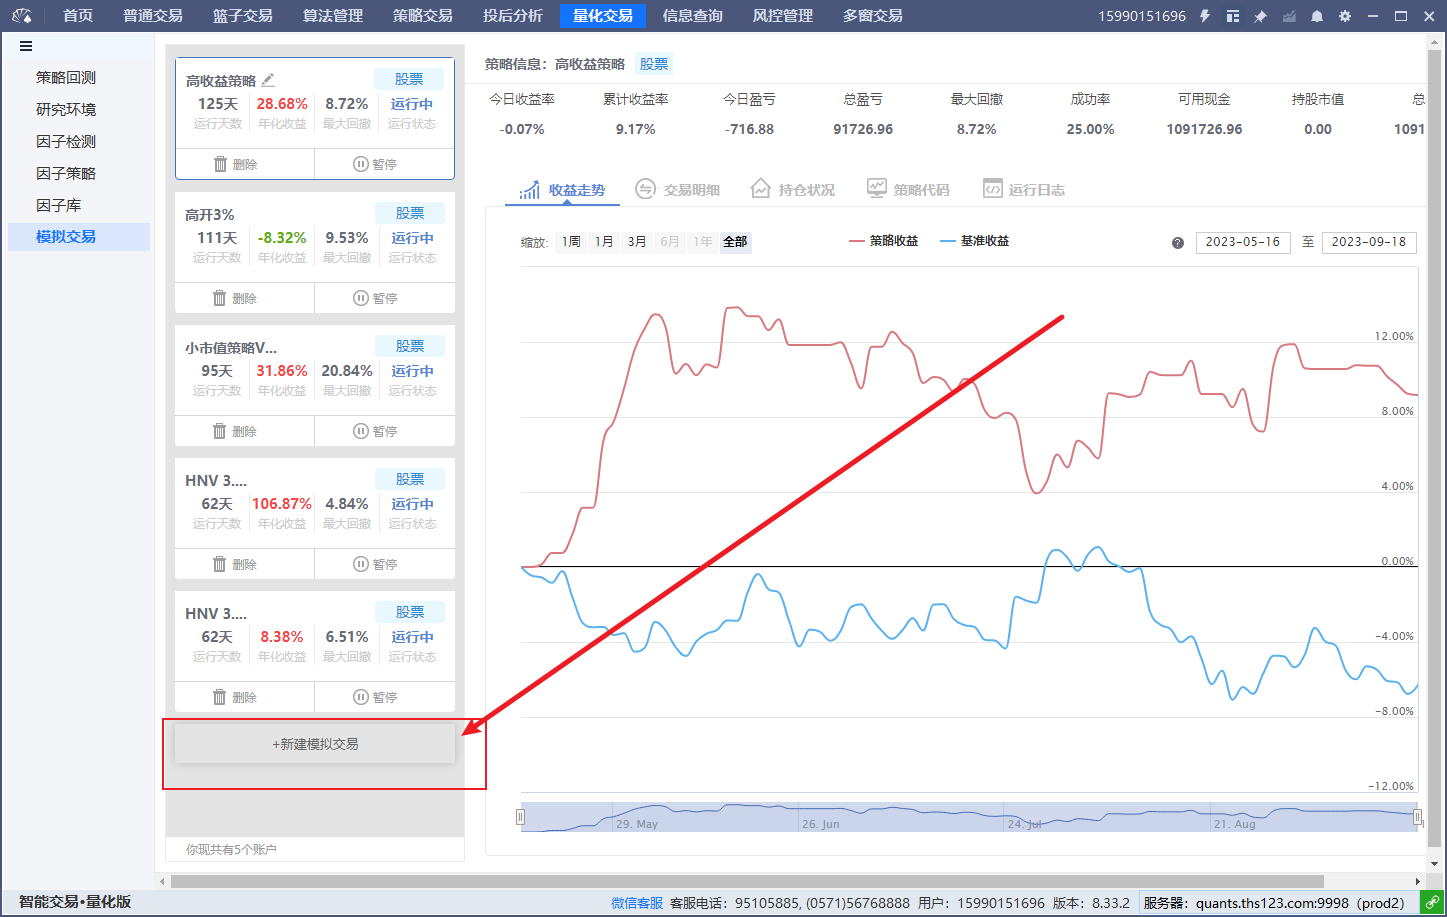 首页 普通交易 篮子交易 算法管理 策略交易 投后分析 量化交易 信息查询 风控管理 多窗交易 15990151696
策略回测
研究环境
因子检测
因子策略
因子库
模拟交易
高收益策略 股票
125天 28.68% 8.72% 运行中
运行天数 年化收益 最大回撤 运行状态
删除 暂停
高开3% 股票
111天 -8.32% 9.53% 运行中
运行天数 年化收益 最大回撤 运行状态
删除 暂停
小市值策略V... 股票
95天 31.86% 20.84% 运行中
运行天数 年化收益 最大回撤 运行状态
删除 暂停
HNV 3.... 股票
62天 106.87% 4.84% 运行中
运行天数 年化收益 最大回撤 运行状态
删除 暂停
HNV 3.... 股票
62天 8.38% 6.51% 运行中
运行天数 年化收益 最大回撤 运行状态
删除 暂停
+新建模拟交易
你现共有5个账户
策略信息：高收益策略 股票
今日收益率 累计收益率 今日盈亏 总盈亏 最大回撤 成功率 可用现金 持股市值 总
-0.07% 9.17% -716.88 91726.96 8.72% 25.00% 1091726.96 0.00 1091
收益走势 交易明细 持仓状况 策略代码 运行日志
缩放: 1周 1月 3月 6月 1年 全部 策略收益 基准收益 2023-05-16 至 2023-09-18
12.00%
8.00%
4.00%
0.00%
-4.00%
-8.00%
-12.00%
29. May 26. Jun 24. Jul 21. Aug
智能交易•量化版 微信客服 客服电话：95105885, (0571)56768888 用户：15990151696 版本：8.33.2 服务器：quants.ths123.com:9998（prod2）